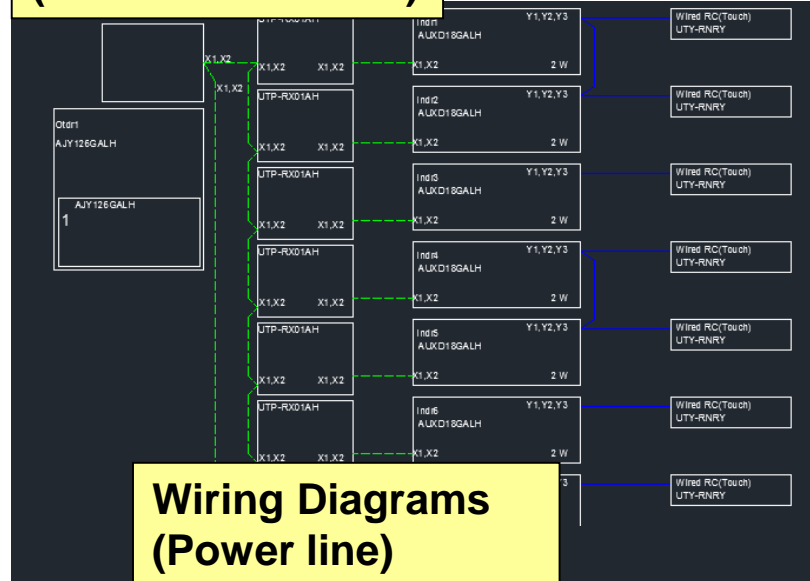 Indr1 Y1,Y2,Y3 Wired RC(Touch)
AUXD18GALH UTY-RNRY
X1,X2
X1,X2 X1,X2 X1,X2 2 W
X1,X2
UTP-RX01AH Indr2 Y1,Y2,Y3 Wired RC(Touch)
AUXD18GALH UTY-RNRY
Otdr1
AJY126GALH
X1,X2 X1,X2 X1,X2 2 W
UTP-RX01AH Indr3 Y1,Y2,Y3 Wired RC(Touch)
AUXD18GALH UTY-RNRY
AJY126GALH
1
X1,X2 X1,X2 X1,X2 2 W
UTP-RX01AH Indr4 Y1,Y2,Y3 Wired RC(Touch)
AUXD18GALH UTY-RNRY
X1,X2 X1,X2 X1,X2 2 W
UTP-RX01AH Indr5 Y1,Y2,Y3 Wired RC(Touch)
AUXD18GALH UTY-RNRY
X1,X2 X1,X2 X1,X2 2 W
UTP-RX01AH Indr6 Y1,Y2,Y3 Wired RC(Touch)
AUXD18GALH UTY-RNRY
X1,X2 X1,X2 X1,X2 2 W
Wired RC(Touch)
UTY-RNRY
Wiring Diagrams
(Power line)